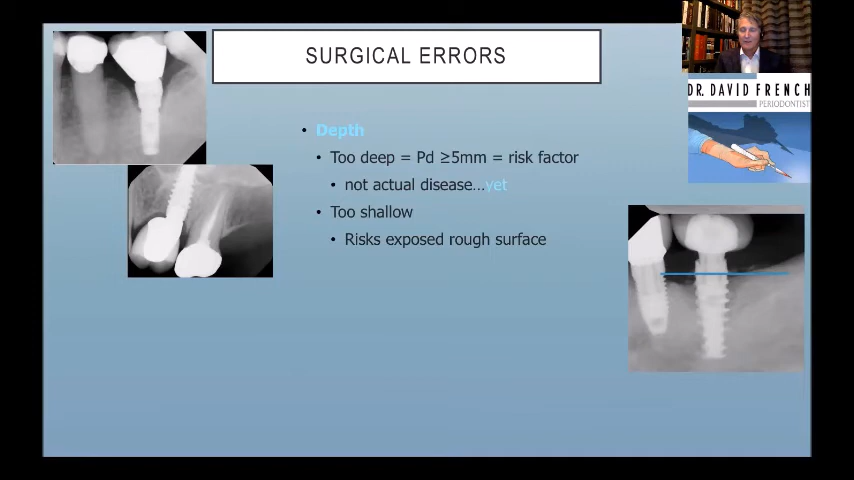 SURGICAL ERRORS
DR. DAVID FRENCH
PERIODONTIST
• Depth
• Too deep = Pd ≥5mm = risk factor
• not actual disease...yet
• Too shallow
• Risks exposed rough surface